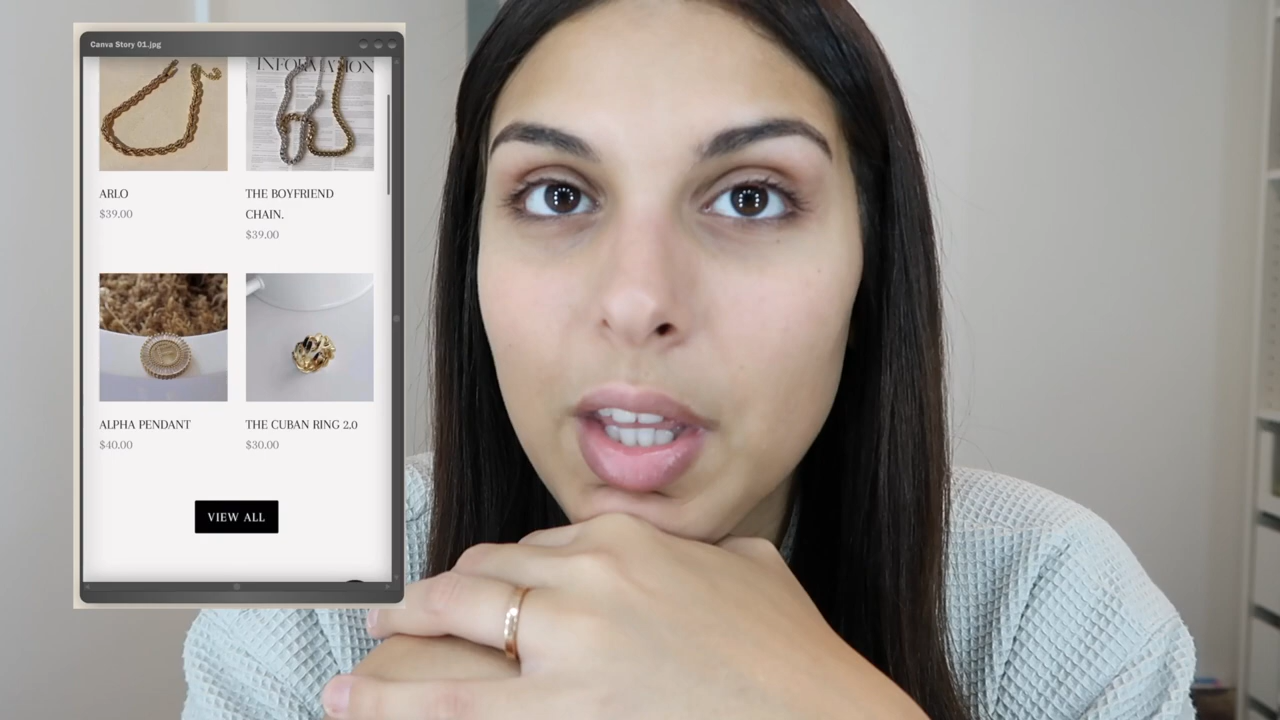 Canva Story 01.jpg
INFORMATION
ARLO
$39.00
THE BOYFRIEND
CHAIN.
$39.00
ALPHA PENDANT
$40.00
THE CUBAN RING 2.0
$30.00
VIEW ALL